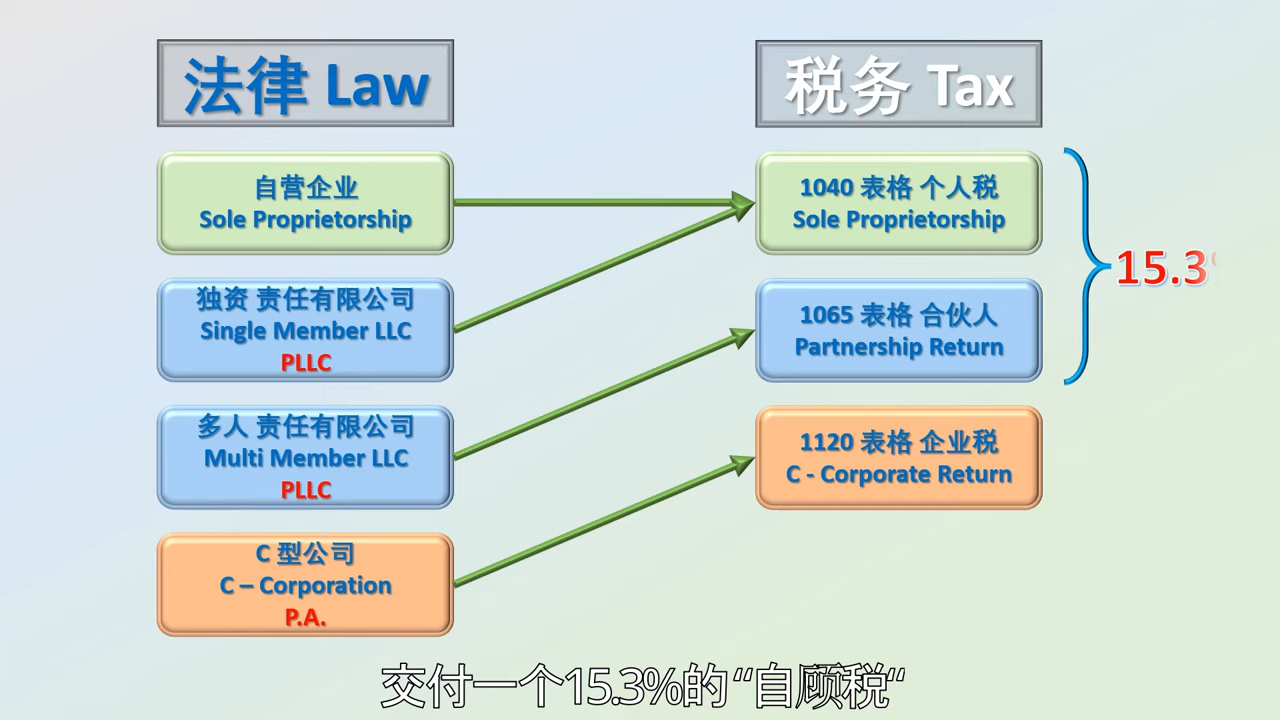 法律 Law
自营企业
Sole Proprietorship
独资 责任有限公司
Single Member LLC
PLLC
多人 责任有限公司
Multi Member LLC
PLLC
C 型公司
C – Corporation
P.A.
税务 Tax
1040 表格 个人税
Sole Proprietorship
1065 表格 合伙人
Partnership Return
1120 表格 企业税
C - Corporate Return
15.3
交付一个15.3%的“自顾税“